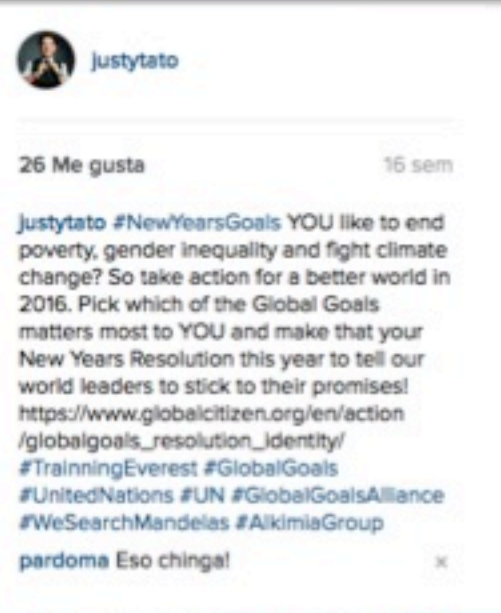 justytato
26 Me gusta 16 sem
justytato #NewYearsGoals YOU like to end
poverty, gender inequality and fight climate
change? So take action for a better world in
2016. Pick which of the Global Goals
matters most to YOU and make that your
New Years Resolution this year to tell our
world leaders to stick to their promises!
https://www.globalcitizen.org/en/action
/globalgoals_resolution_identity/
#TrainningEverest #GlobalGoals
#UnitedNations #UN #GlobalGoalsAlliance
#WeSearchMandelas #AlkimiaGroup
pardoma Eso chinga!